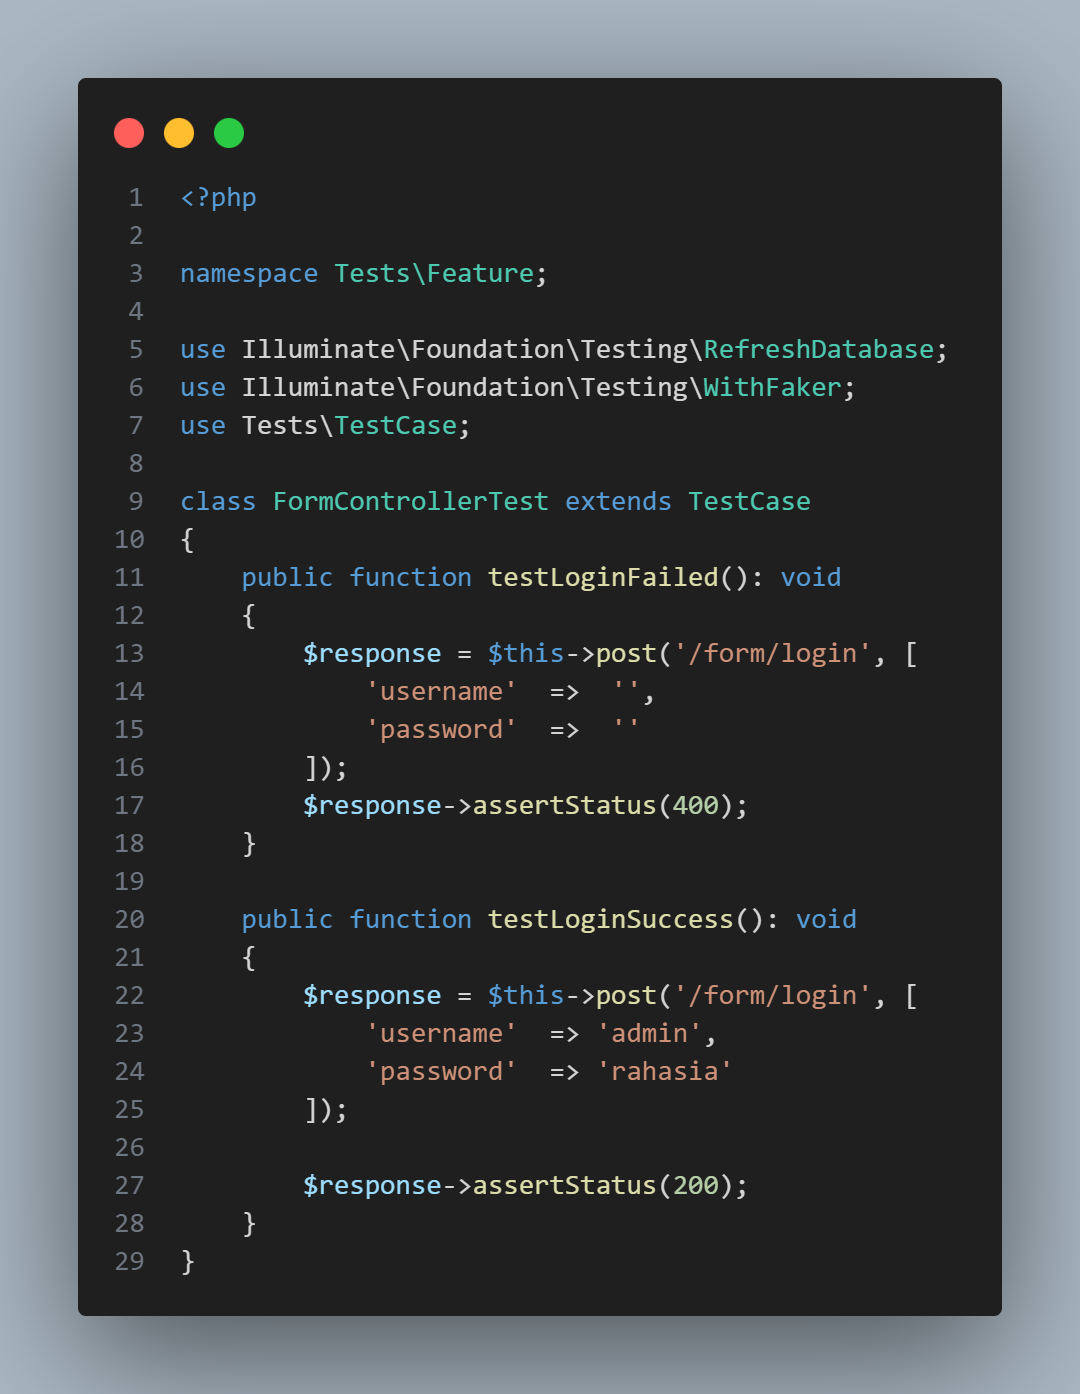 1 <?php
2
3 namespace Tests\Feature;
4
5 use Illuminate\Foundation\Testing\RefreshDatabase;
6 use Illuminate\Foundation\Testing\WithFaker;
7 use Tests\TestCase;
8
9 class FormControllerTest extends TestCase
10 {
11     public function testLoginFailed(): void
12     {
13         $response = $this->post('/form/login', [
14             'username'  =>  '',
15             'password'  =>  ''
16         ]);
17         $response->assertStatus(400);
18     }
19
20     public function testLoginSuccess(): void
21     {
22         $response = $this->post('/form/login', [
23             'username'  => 'admin',
24             'password'  => 'rahasia'
25         ]);
26
27         $response->assertStatus(200);
28     }
29 }